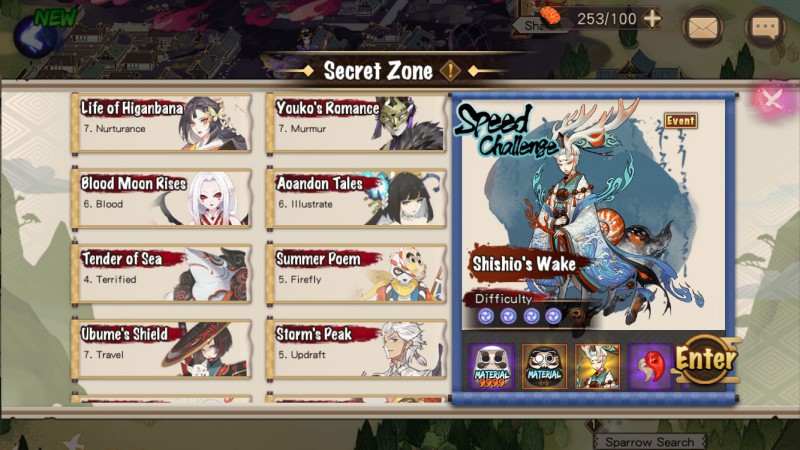 NEW
253/100
Sha
Secret Zone
Life of Higanbana
7. Nurturance
Youko's Romance
7. Murmur
Blood Moon Rises
6. Blood
Aoandon Tales
6. Illustrate
Tender of Sea
4. Terrified
Summer Poem
5. Firefly
Ubume's Shield
7. Travel
Storm's Peak
5. Updraft
Speed
Challenge
Event
Shishio's Wake
Difficulty
MATERIAL
MATERIAL
Enter
1
Sparrow Search